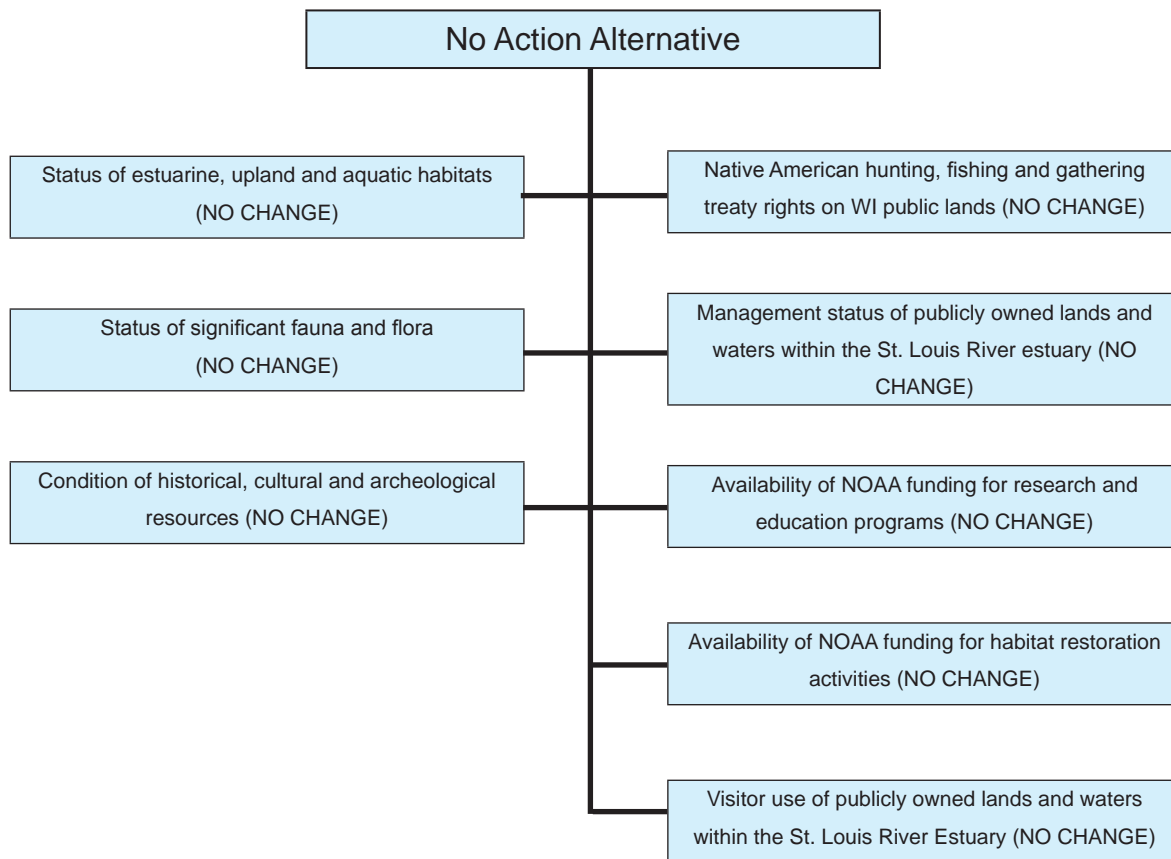 No Action Alternative
Status of estuarine, upland and aquatic habitats
(NO CHANGE)
Native American hunting, fishing and gathering
treaty rights on WI public lands (NO CHANGE)
Status of significant fauna and flora
(NO CHANGE)
Management status of publicly owned lands and
waters within the St. Louis River estuary (NO
CHANGE)
Condition of historical, cultural and archeological
resources (NO CHANGE)
Availability of NOAA funding for research and
education programs (NO CHANGE)
Availability of NOAA funding for habitat restoration
activities (NO CHANGE)
Visitor use of publicly owned lands and waters
within the St. Louis River Estuary (NO CHANGE)